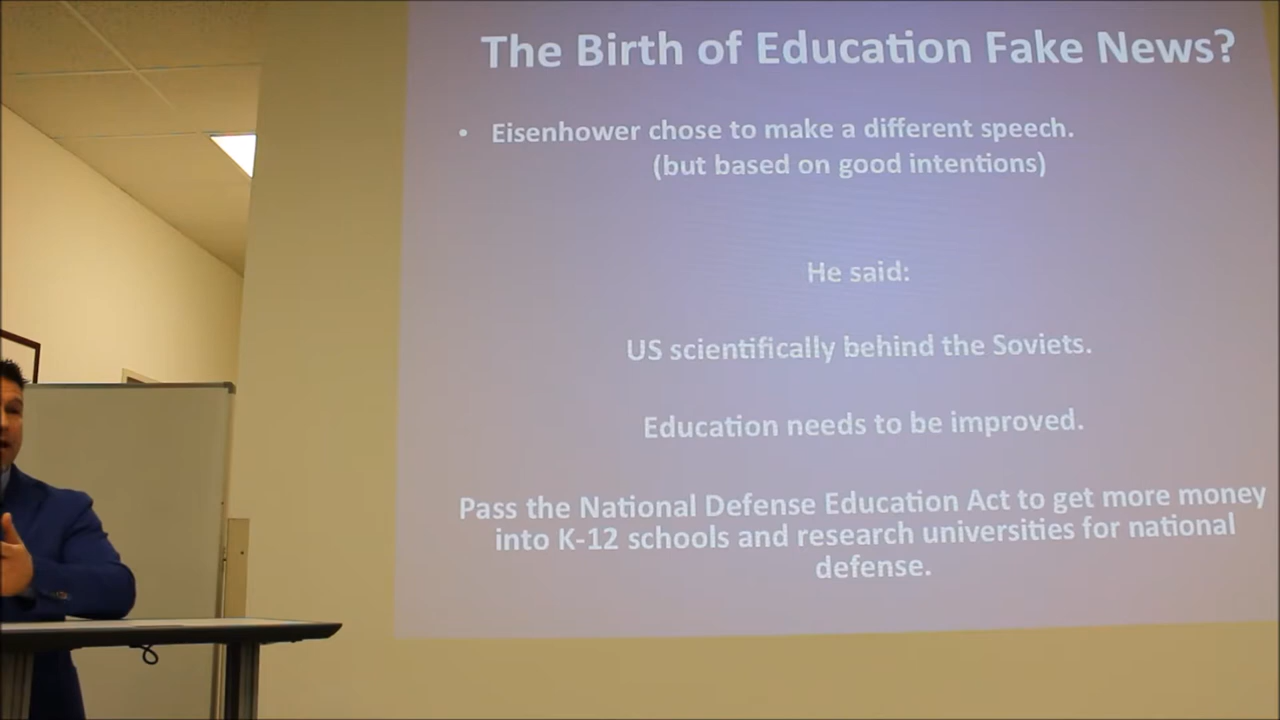 The Birth of Education Fake News?
• Eisenhower chose to make a different speech.
(but based on good intentions)
He said:
US scientifically behind the Soviets.
Education needs to be improved.
Pass the National Defense Education Act to get more money
into K-12 schools and research universities for national
defense.